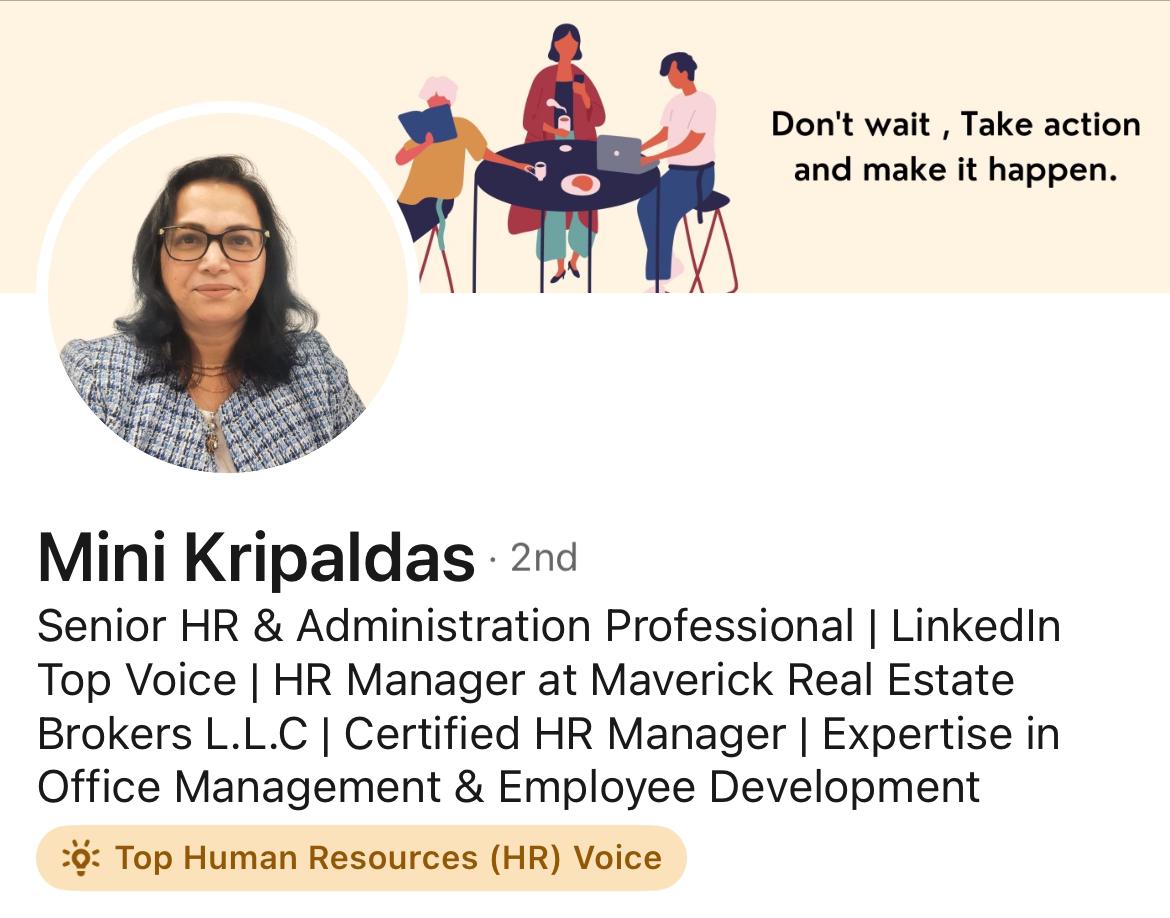 Don't wait , Take action
and make it happen.
Mini Kripaldas · 2nd
Senior HR & Administration Professional | LinkedIn
Top Voice | HR Manager at Maverick Real Estate
Brokers L.L.C | Certified HR Manager | Expertise in
Office Management & Employee Development
Top Human Resources (HR) Voice